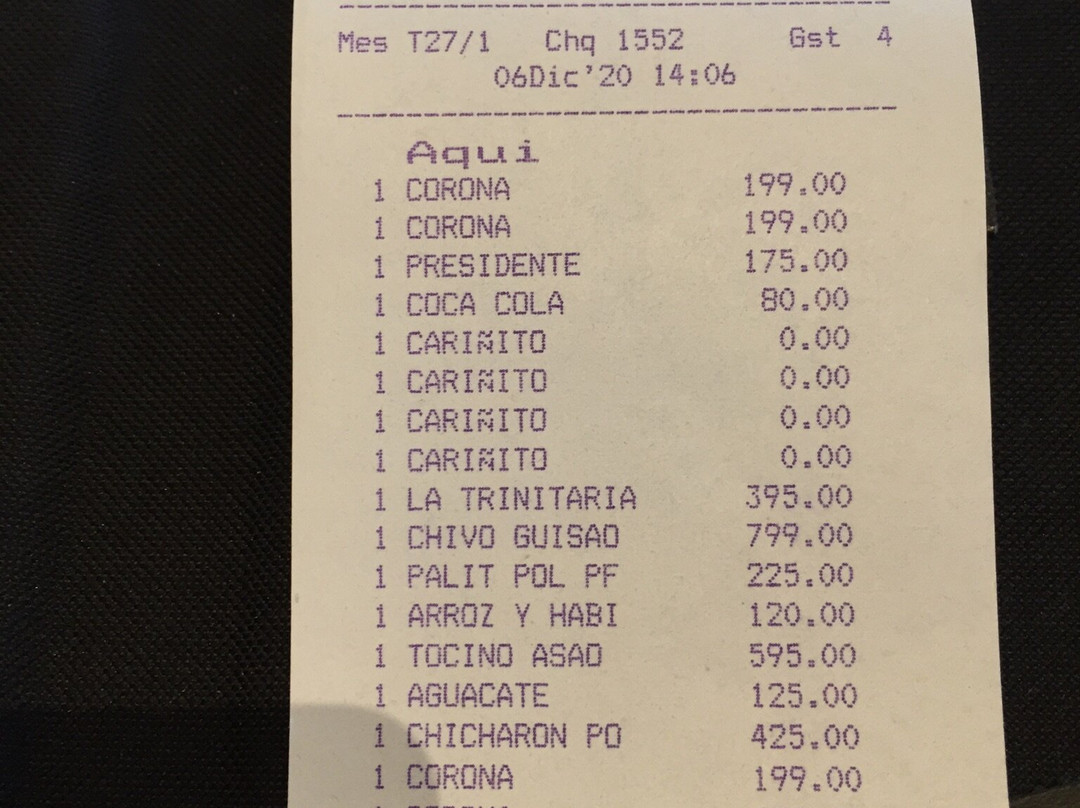 Mes T27/1 Chq 1552 Gst 4
06Dic'20 14:06
Aqui
1 CORONA 199.00
1 CORONA 199.00
1 PRESIDENTE 175.00
1 COCA COLA 80.00
1 CARIÑITO 0.00
1 CARIÑITO 0.00
1 CARIÑITO 0.00
1 CARIÑITO 0.00
1 LA TRINITARIA 395.00
1 CHIVO GUISAO 799.00
1 PALIT POL PF 225.00
1 ARROZ Y HABI 120.00
1 TOCINO ASAO 595.00
1 AGUACATE 125.00
1 CHICHARON PO 425.00
1 CORONA 199.00